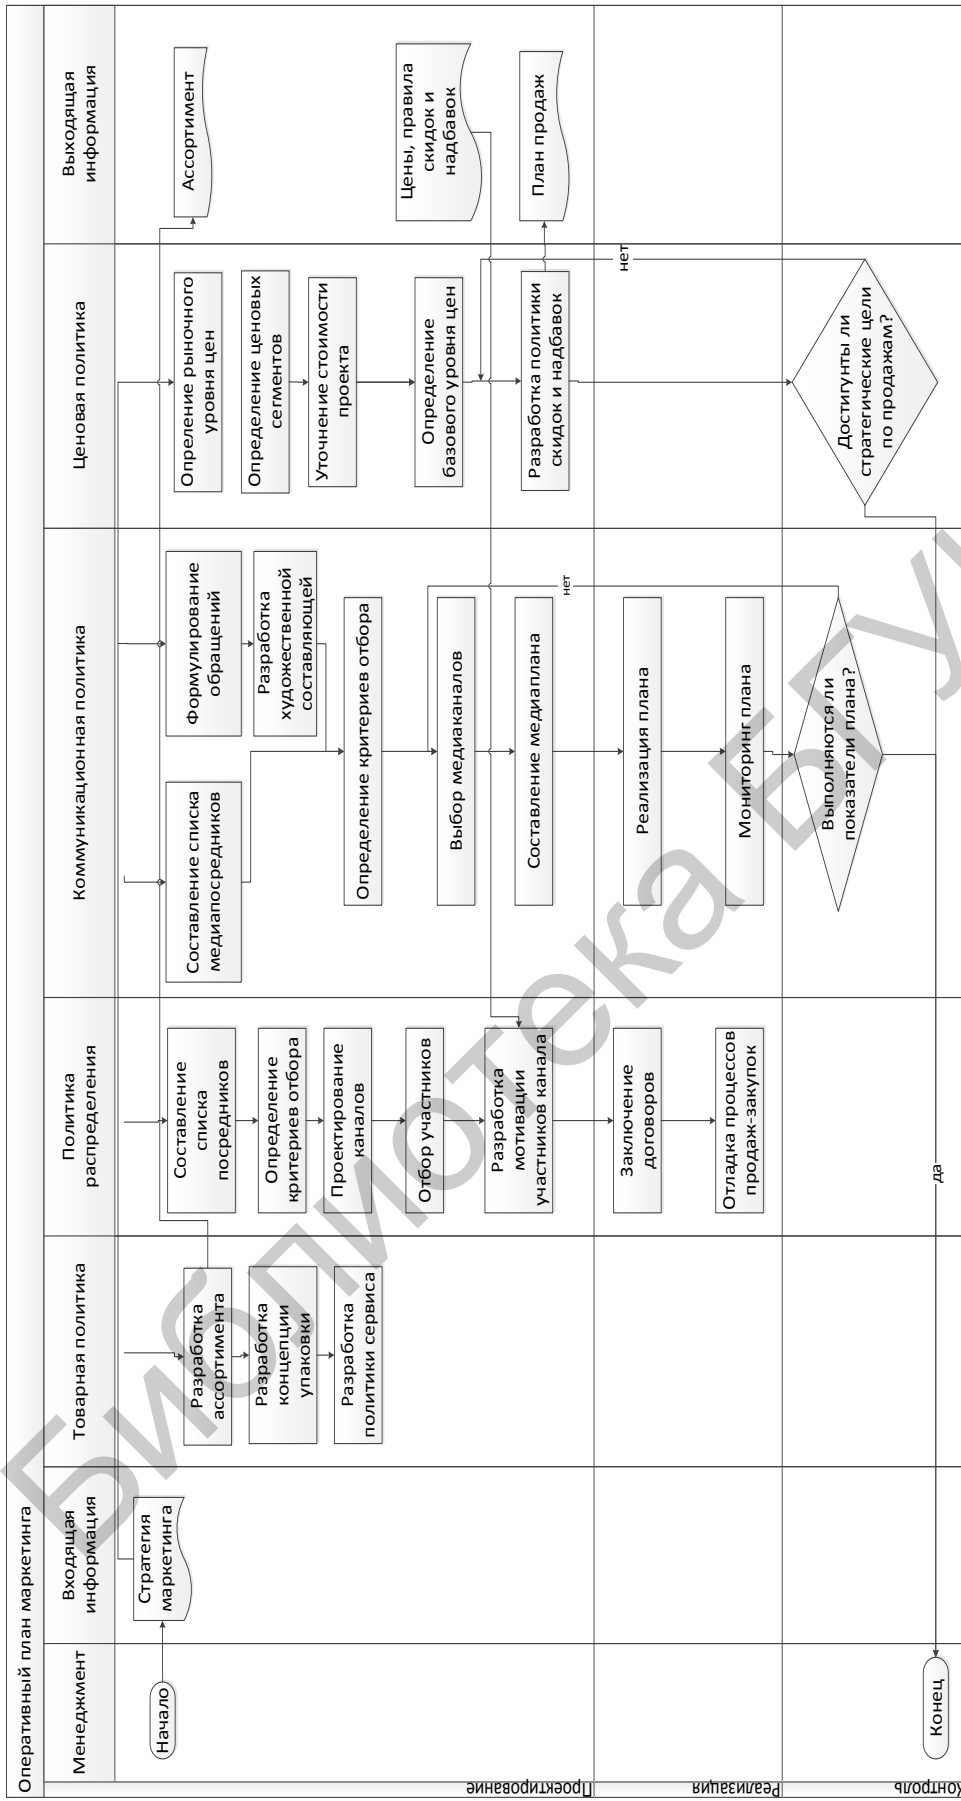 Оперативный план маркетинга
Менеджмент
Входящая
информация
Товарная политика
Политика
распределения
Коммуникационная политика
Ценовая политика
Выходящая
информация
Проектирование
Реализация
Контроль
Начало
Стратегия
маркетинга
Разработка
ассортимента
Разработка
концепции
упаковки
Разработка
политики сервиса
Составление
списка
посредников
Определение
критериев отбора
Проектирование
каналов
Отбор участников
Разработка
мотивации
участников канала
Заключение
договоров
Отладка процессов
продаж-закупок
Составление списка
медиапосредников
Формулирование
обращений
Разработка
художественной
составляющей
Определение критериев отбора
Выбор медиаканалов
Составление медиаплана
Реализация плана
Мониторинг плана
Выполняются ли
показатели плана?
нет
Опреление рыночного
уровня цен
Определение ценовых
сегментов
Уточнение стоимости
проекта
Определение
базового уровня цен
Разработка политики
скидок и надбавок
Достигунты ли
стратегические цели
по продажам?
нет
Ассортимент
Цены, правила
скидок и
надбавок
План продаж
да
Конец
Библиотека БГУ